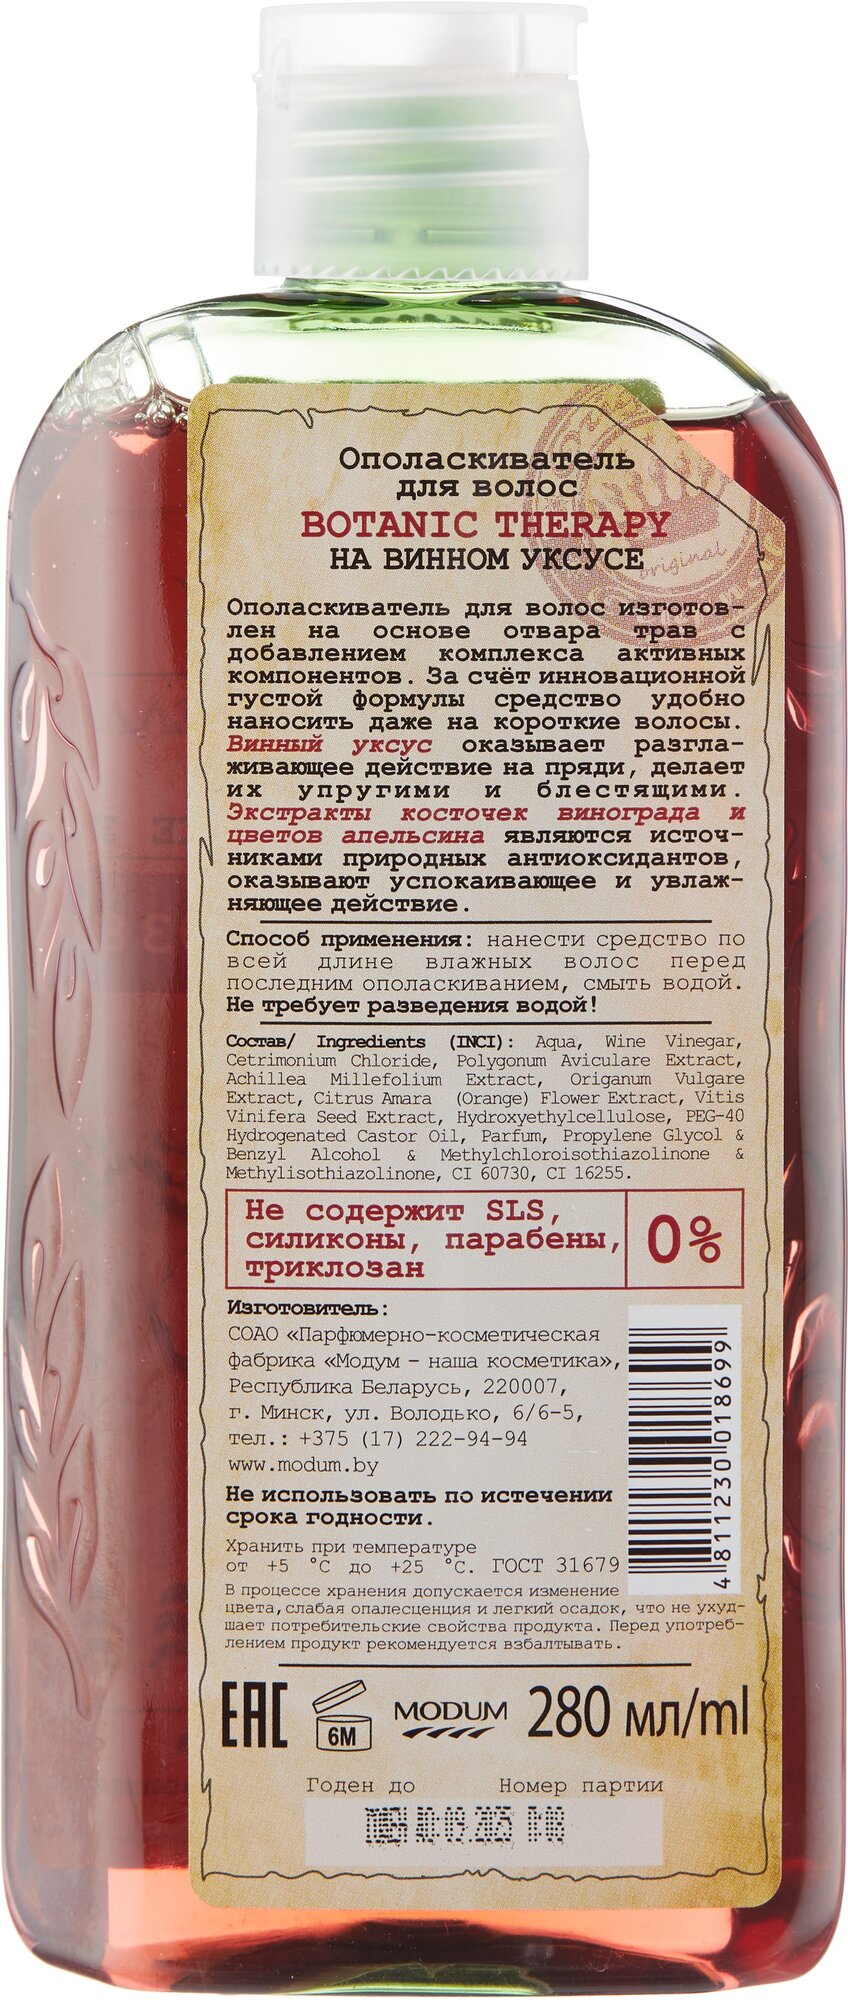 Ополаскиватель
для волос
BOTANIC THERAPY
НА ВИННОМ УКСУСЕ
original
Ополаскиватель для волос изготов-
лен на основе отвара трав с
добавлением комплекса активных
компонентов. За счёт инновационной
густой формулы средство удобно
наносить даже на короткие волосы.
Винный уксус оказывает разгла-
живающее действие на пряди, делает
их упругими и блестящими.
Экстракты косточек винограда и
цветов апельсина являются источ-
никами природных антиоксидантов,
оказывают успокаивающее и увлаж-
няющее действие.
Способ применения: нанести средство по
всей длине влажных волос перед
последним ополаскиванием, смыть водой.
Не требует разведения водой!
Состав/ Ingredients (INCI): Aqua, Wine Vinegar,
Cetrimonium Chloride, Polygonum Aviculare Extract,
Achillea Millefolium Extract, Origanum Vulgare
Extract, Citrus Amara (Orange) Flower Extract, Vitis
Vinifera Seed Extract, Hydroxyethylcellulose, PEG-40
Hydrogenated Castor Oil, Parfum, Propylene Glycol &
Benzyl Alcohol & Methylchloroisothiazolinone &
Methylisothiazolinone, CI 60730, CI 16255.
Не содержит SLS,
силиконы, парабены,
триклозан
0%
Изготовитель:
СОАО «Парфюмерно-косметическая
фабрика «Модум – наша косметика»,
Республика Беларусь, 220007,
г. Минск, ул. Володько, 6/6-5,
тел.: +375 (17) 222-94-94
www.modum.by
4 811230 018699
Не использовать по истечении
срока годности.
Хранить при температуре
от +5 °С до +25 °С. ГОСТ 31679
В процессе хранения допускается изменение
цвета, слабая опалесценция и легкий осадок, что не ухуд-
шает потребительские свойства продукта. Перед употреб-
лением продукт рекомендуется взбалтывать.
EAC
6M
MODUM
280 мл/ml
Годен до Номер партии